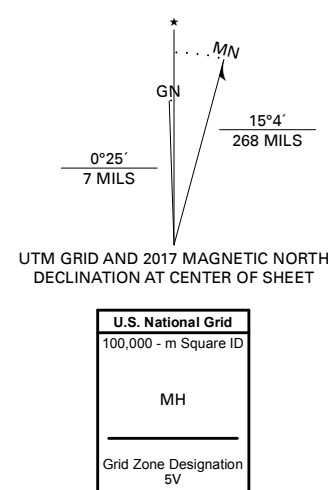 ★
MN
GN
15°4´
268 MILS
0°25´
7 MILS
UTM GRID AND 2017 MAGNETIC NORTH
DECLINATION AT CENTER OF SHEET
U.S. National Grid
100,000 - m Square ID
MH
Grid Zone Designation
5V